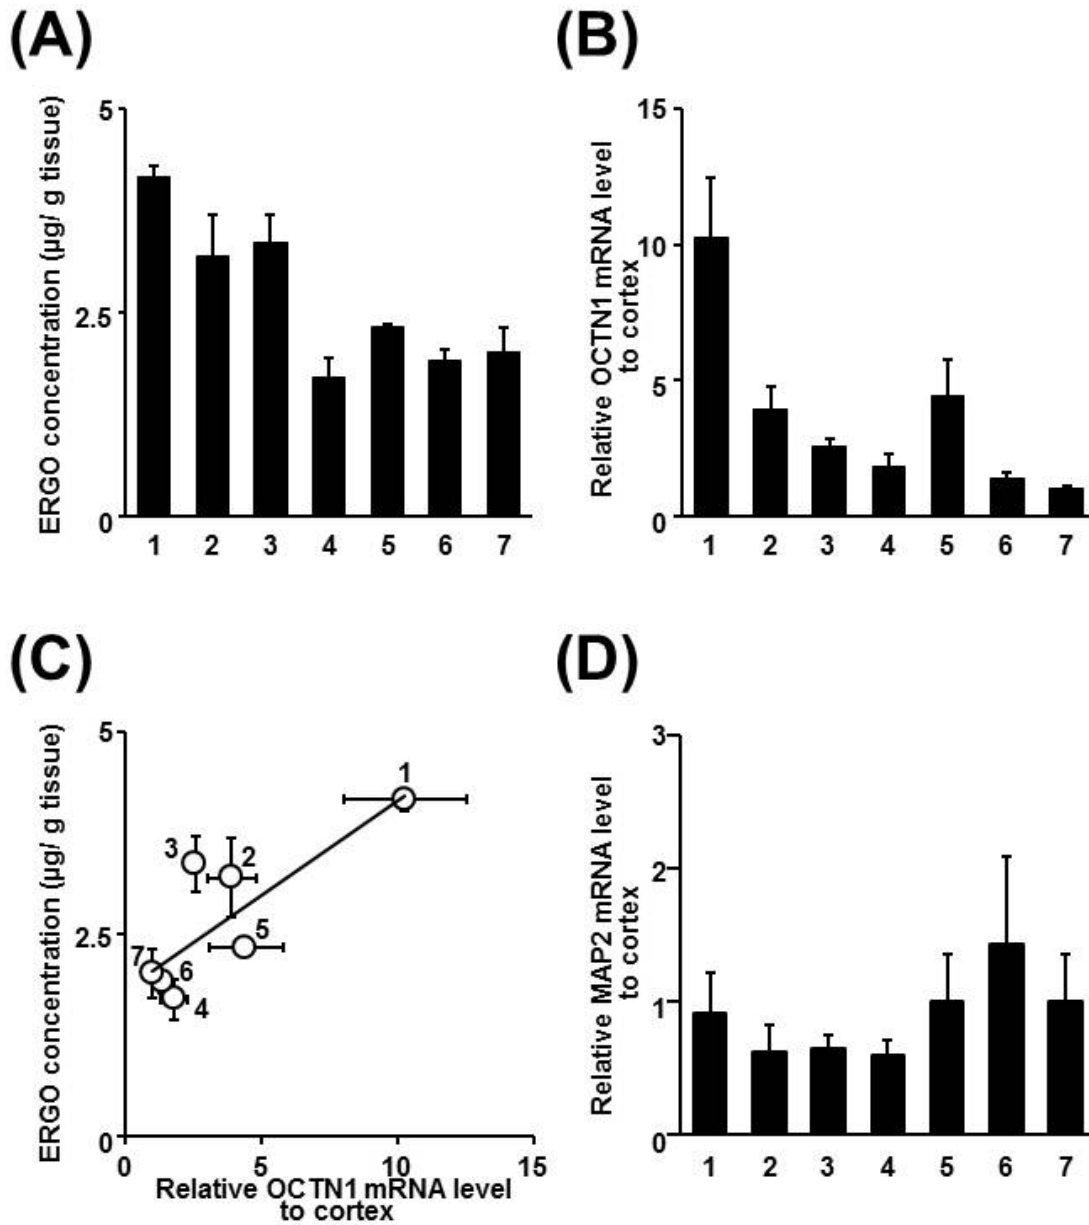 (A)
ERGO concentration (µg/ g tissue)
5
2.5
0
1 2 3 4 5 6 7
(B)
Relative OCTN1 mRNA level
to cortex
15
10
5
0
1 2 3 4 5 6 7
(C)
ERGO concentration (µg/ g tissue)
5
2.5
0
1
3 2
5
7 6
4
0 5 10 15
Relative OCTN1 mRNA level
to cortex
(D)
Relative MAP2 mRNA level
to cortex
3
2
1
0
1 2 3 4 5 6 7